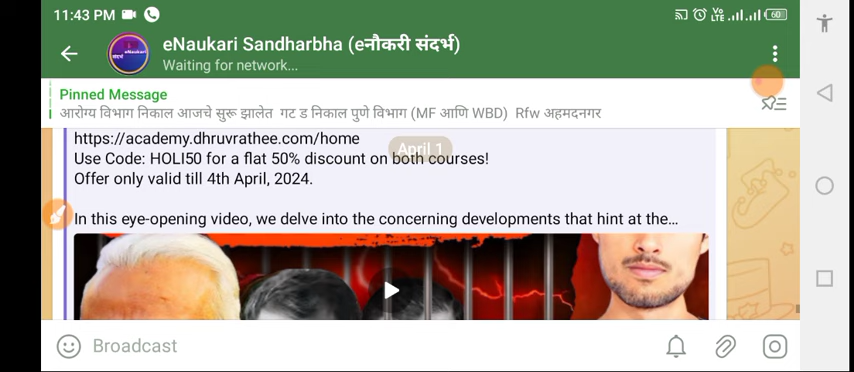 11:43 PM
Vo
LTE
60
eNaukari Sandharbha (eनौकरी संदर्भ)
Waiting for network...
Pinned Message
आरोग्य विभाग निकाल आजचे सुरू झालेत गट ड निकाल पुणे विभाग (MF आणि WBD) Rfw अहमदनगर
https://academy.dhruvrathee.com/home
April 1
Use Code: HOLI50 for a flat 50% discount on both courses!
Offer only valid till 4th April, 2024.
In this eye-opening video, we delve into the concerning developments that hint at the...
Broadcast